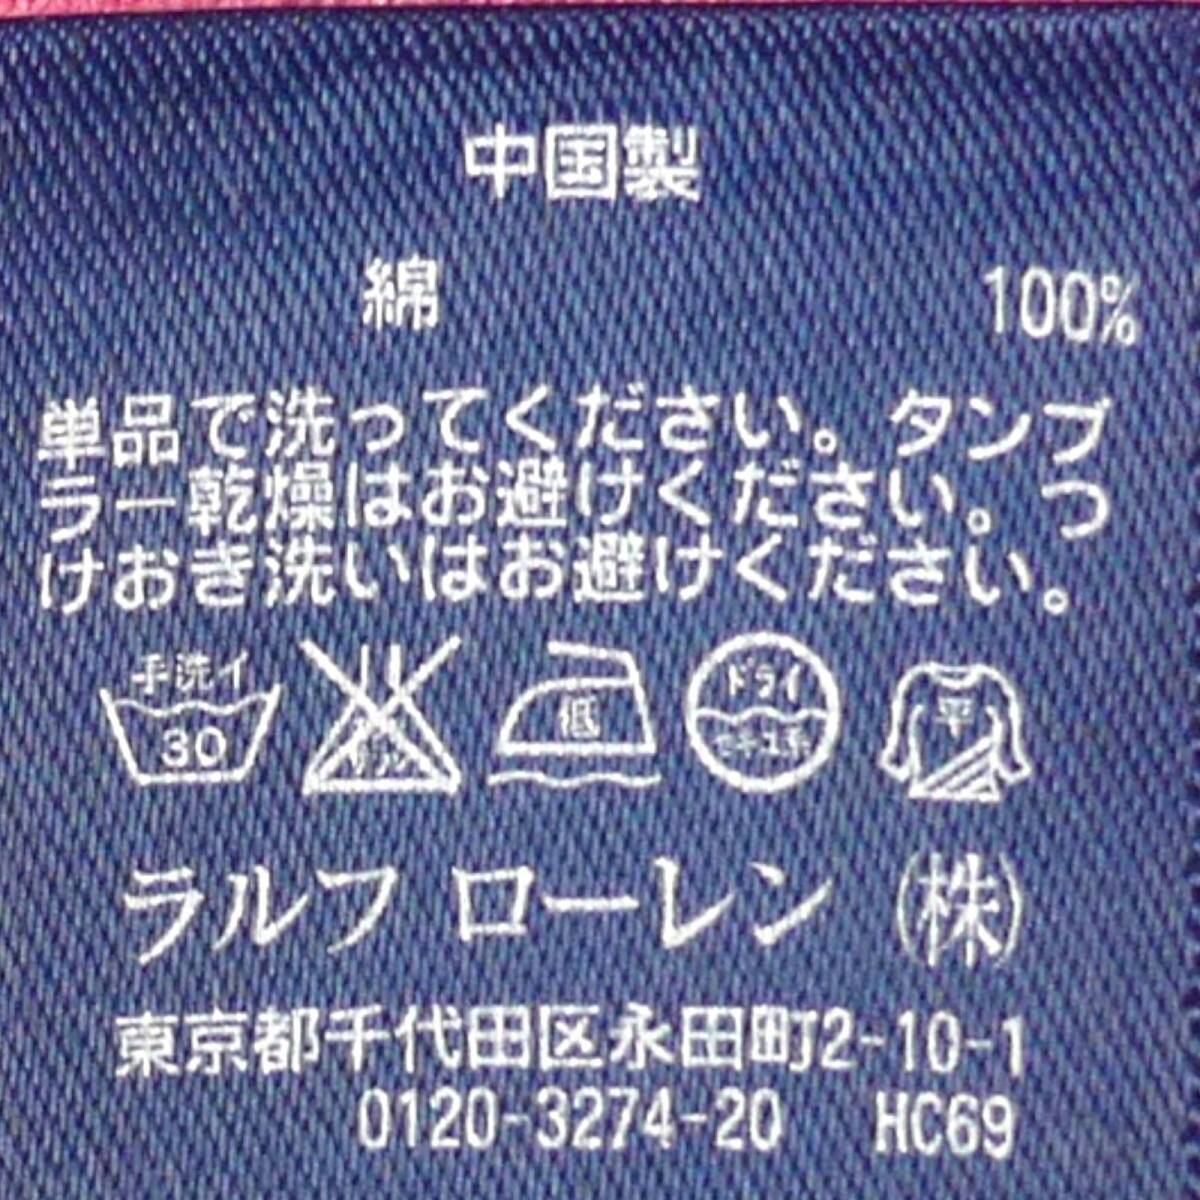 中国製
綿 100%
単品で洗ってください。タンブ
ラー乾燥はお避けください。つ
けおき洗いはお避けください。
手洗イ ドライ
30 低 平
セキユ系
ラルフ ローレン ㈱
東京都千代田区永田町2-10-1
0120-3274-20 HC69